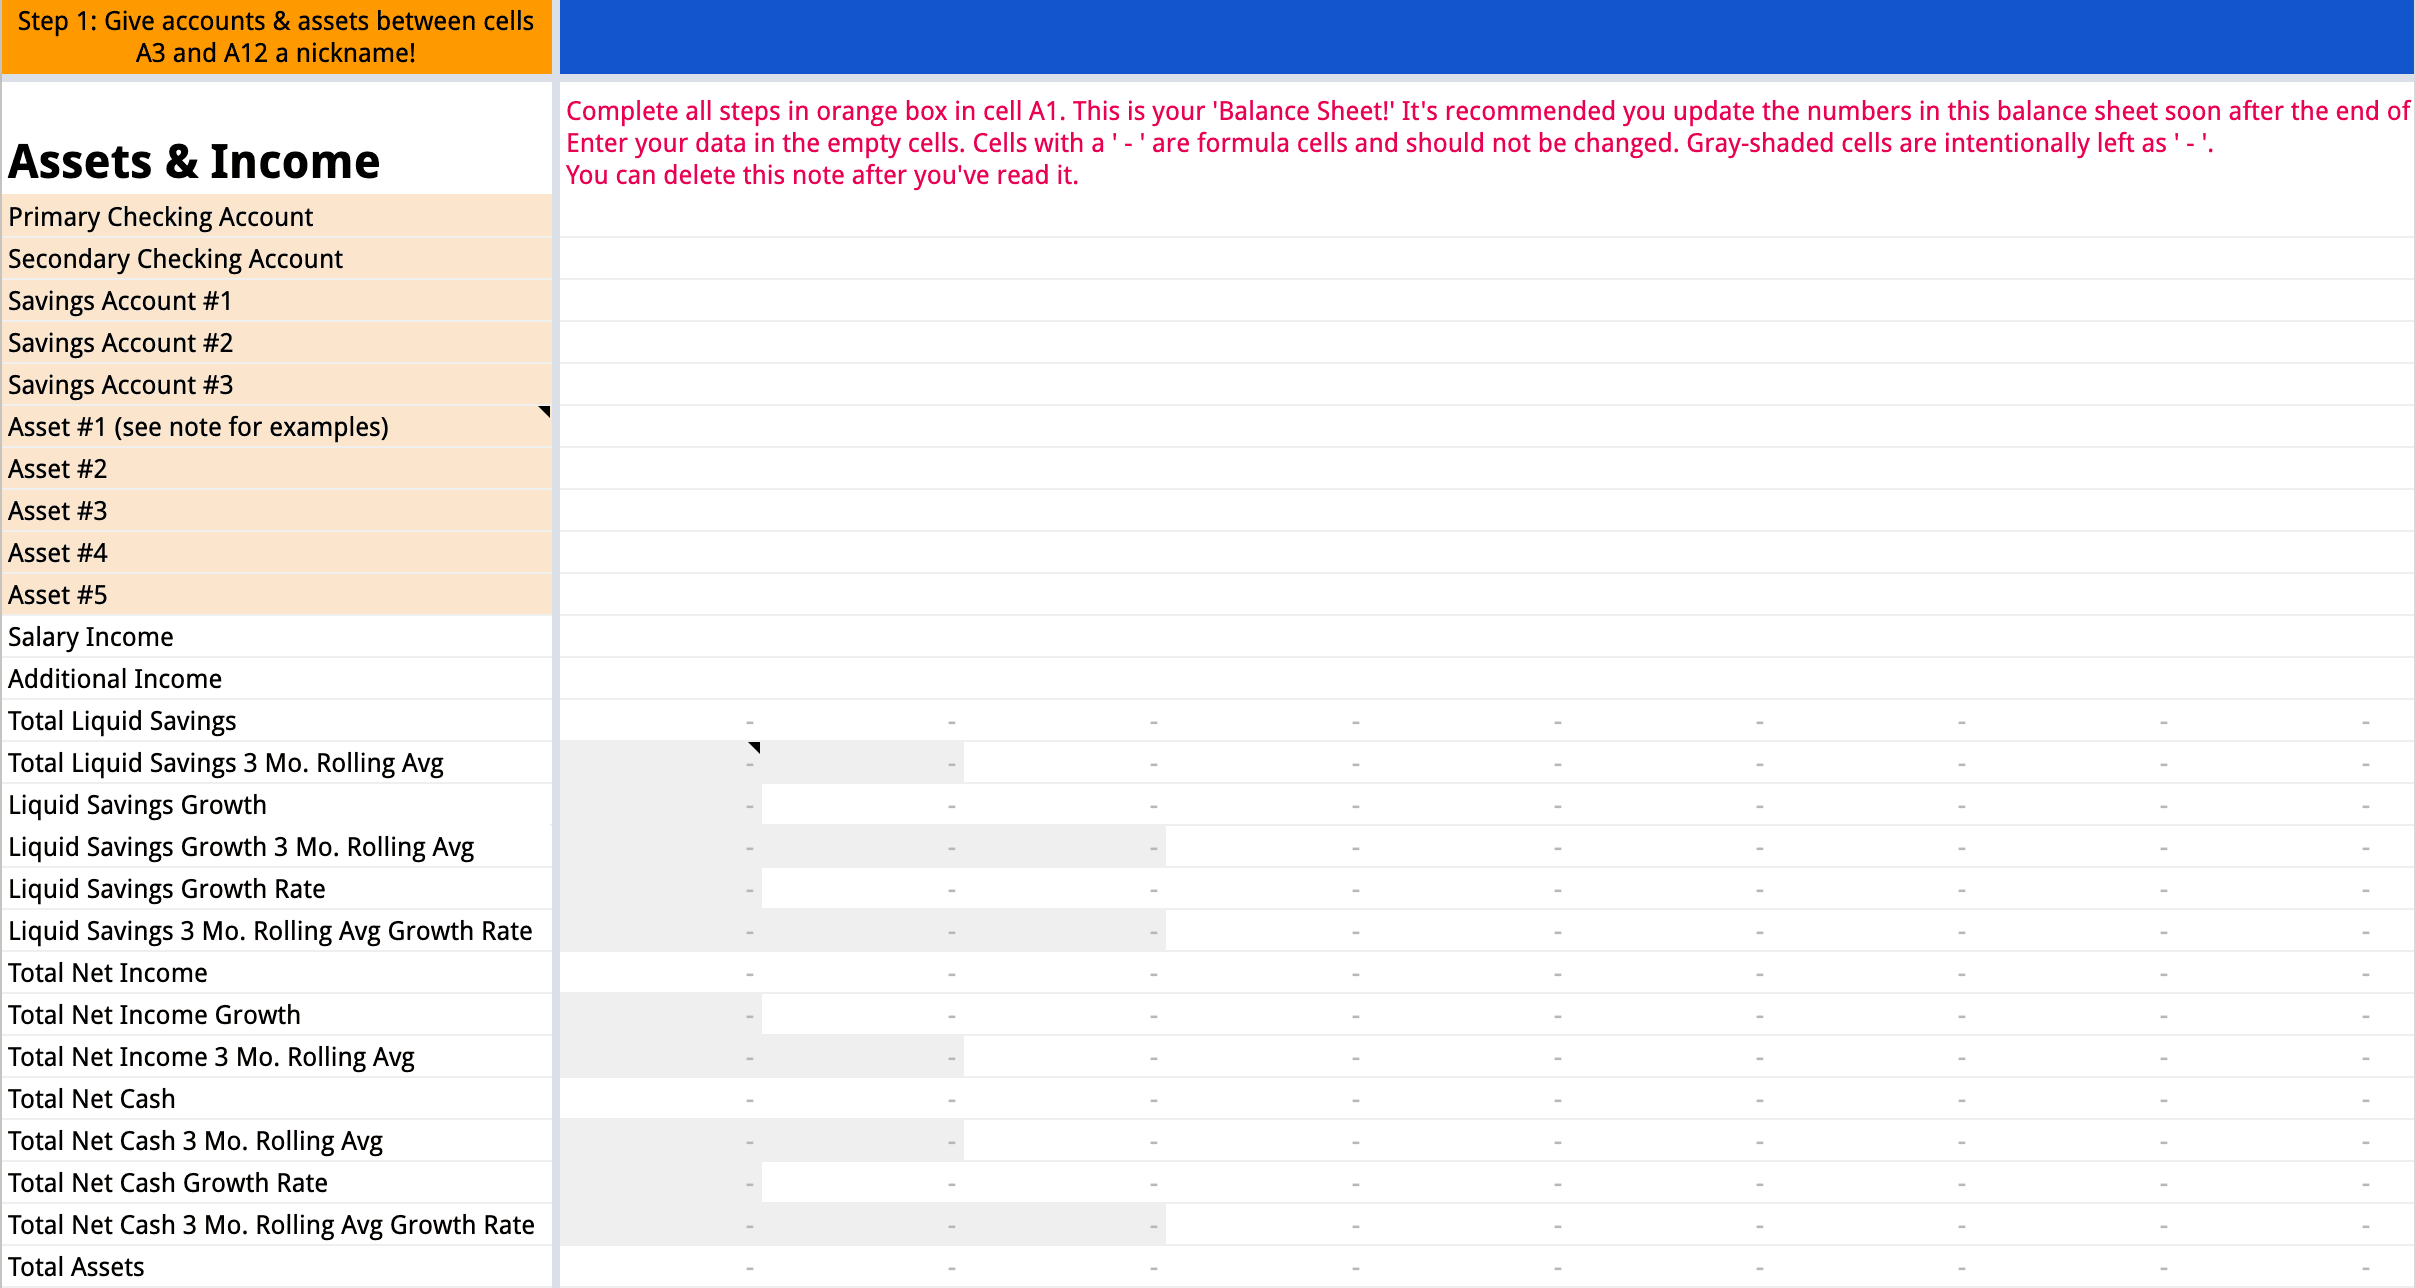 Step 1: Give accounts & assets between cells
A3 and A12 a nickname!
Complete all steps in orange box in cell A1. This is your 'Balance Sheet!' It's recommended you update the numbers in this balance sheet soon after the end of
Enter your data in the empty cells. Cells with a ' - ' are formula cells and should not be changed. Gray-shaded cells are intentionally left as ' - '.
You can delete this note after you've read it.
Assets & Income
Primary Checking Account
Secondary Checking Account
Savings Account #1
Savings Account #2
Savings Account #3
Asset #1 (see note for examples)
Asset #2
Asset #3
Asset #4
Asset #5
Salary Income
Additional Income
Total Liquid Savings - - - - - - - - -
Total Liquid Savings 3 Mo. Rolling Avg - - - - - - - - -
Liquid Savings Growth - - - - - - - - -
Liquid Savings Growth 3 Mo. Rolling Avg - - - - - - - - -
Liquid Savings Growth Rate - - - - - - - - -
Liquid Savings 3 Mo. Rolling Avg Growth Rate - - - - - - - - -
Total Net Income - - - - - - - - -
Total Net Income Growth - - - - - - - - -
Total Net Income 3 Mo. Rolling Avg - - - - - - - - -
Total Net Cash - - - - - - - - -
Total Net Cash 3 Mo. Rolling Avg - - - - - - - - -
Total Net Cash Growth Rate - - - - - - - - -
Total Net Cash 3 Mo. Rolling Avg Growth Rate - - - - - - - - -
Total Assets - - - - - - - - -